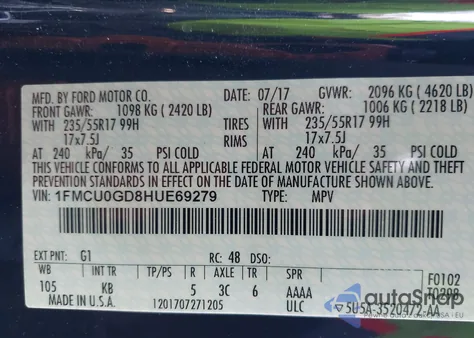 MFD. BY FORD MOTOR CO. DATE: 07/17 GVWR: 2096 KG ( 4620 LB)
FRONT GAWR: 1098 KG ( 2420 LB) REAR GAWR: 1006 KG ( 2218 LB)
WITH 235/55R17 99H TIRES WITH 235/55R17 99H
17x7.5J RIMS 17x7.5J
AT 240 kPa/ 35 PSI COLD AT 240 kPa/ 35 PSI COLD
THIS VEHICLE CONFORMS TO ALL APPLICABLE FEDERAL MOTOR VEHICLE SAFETY AND THEFT
PREVENTION STANDARDS IN EFFECT ON THE DATE OF MANUFACTURE SHOWN ABOVE.
VIN: 1FMCU0GD8HUE69279 TYPE: MPV
EXT PNT: G1 RC: 48 DSO:
WB INT TR TP/PS R AXLE TR SPR F0102
105 KB 5 3C 6 AAAA
MADE IN U.S.A. 1201707271205 ULC 5U5A-3520472-AA
autoSnap